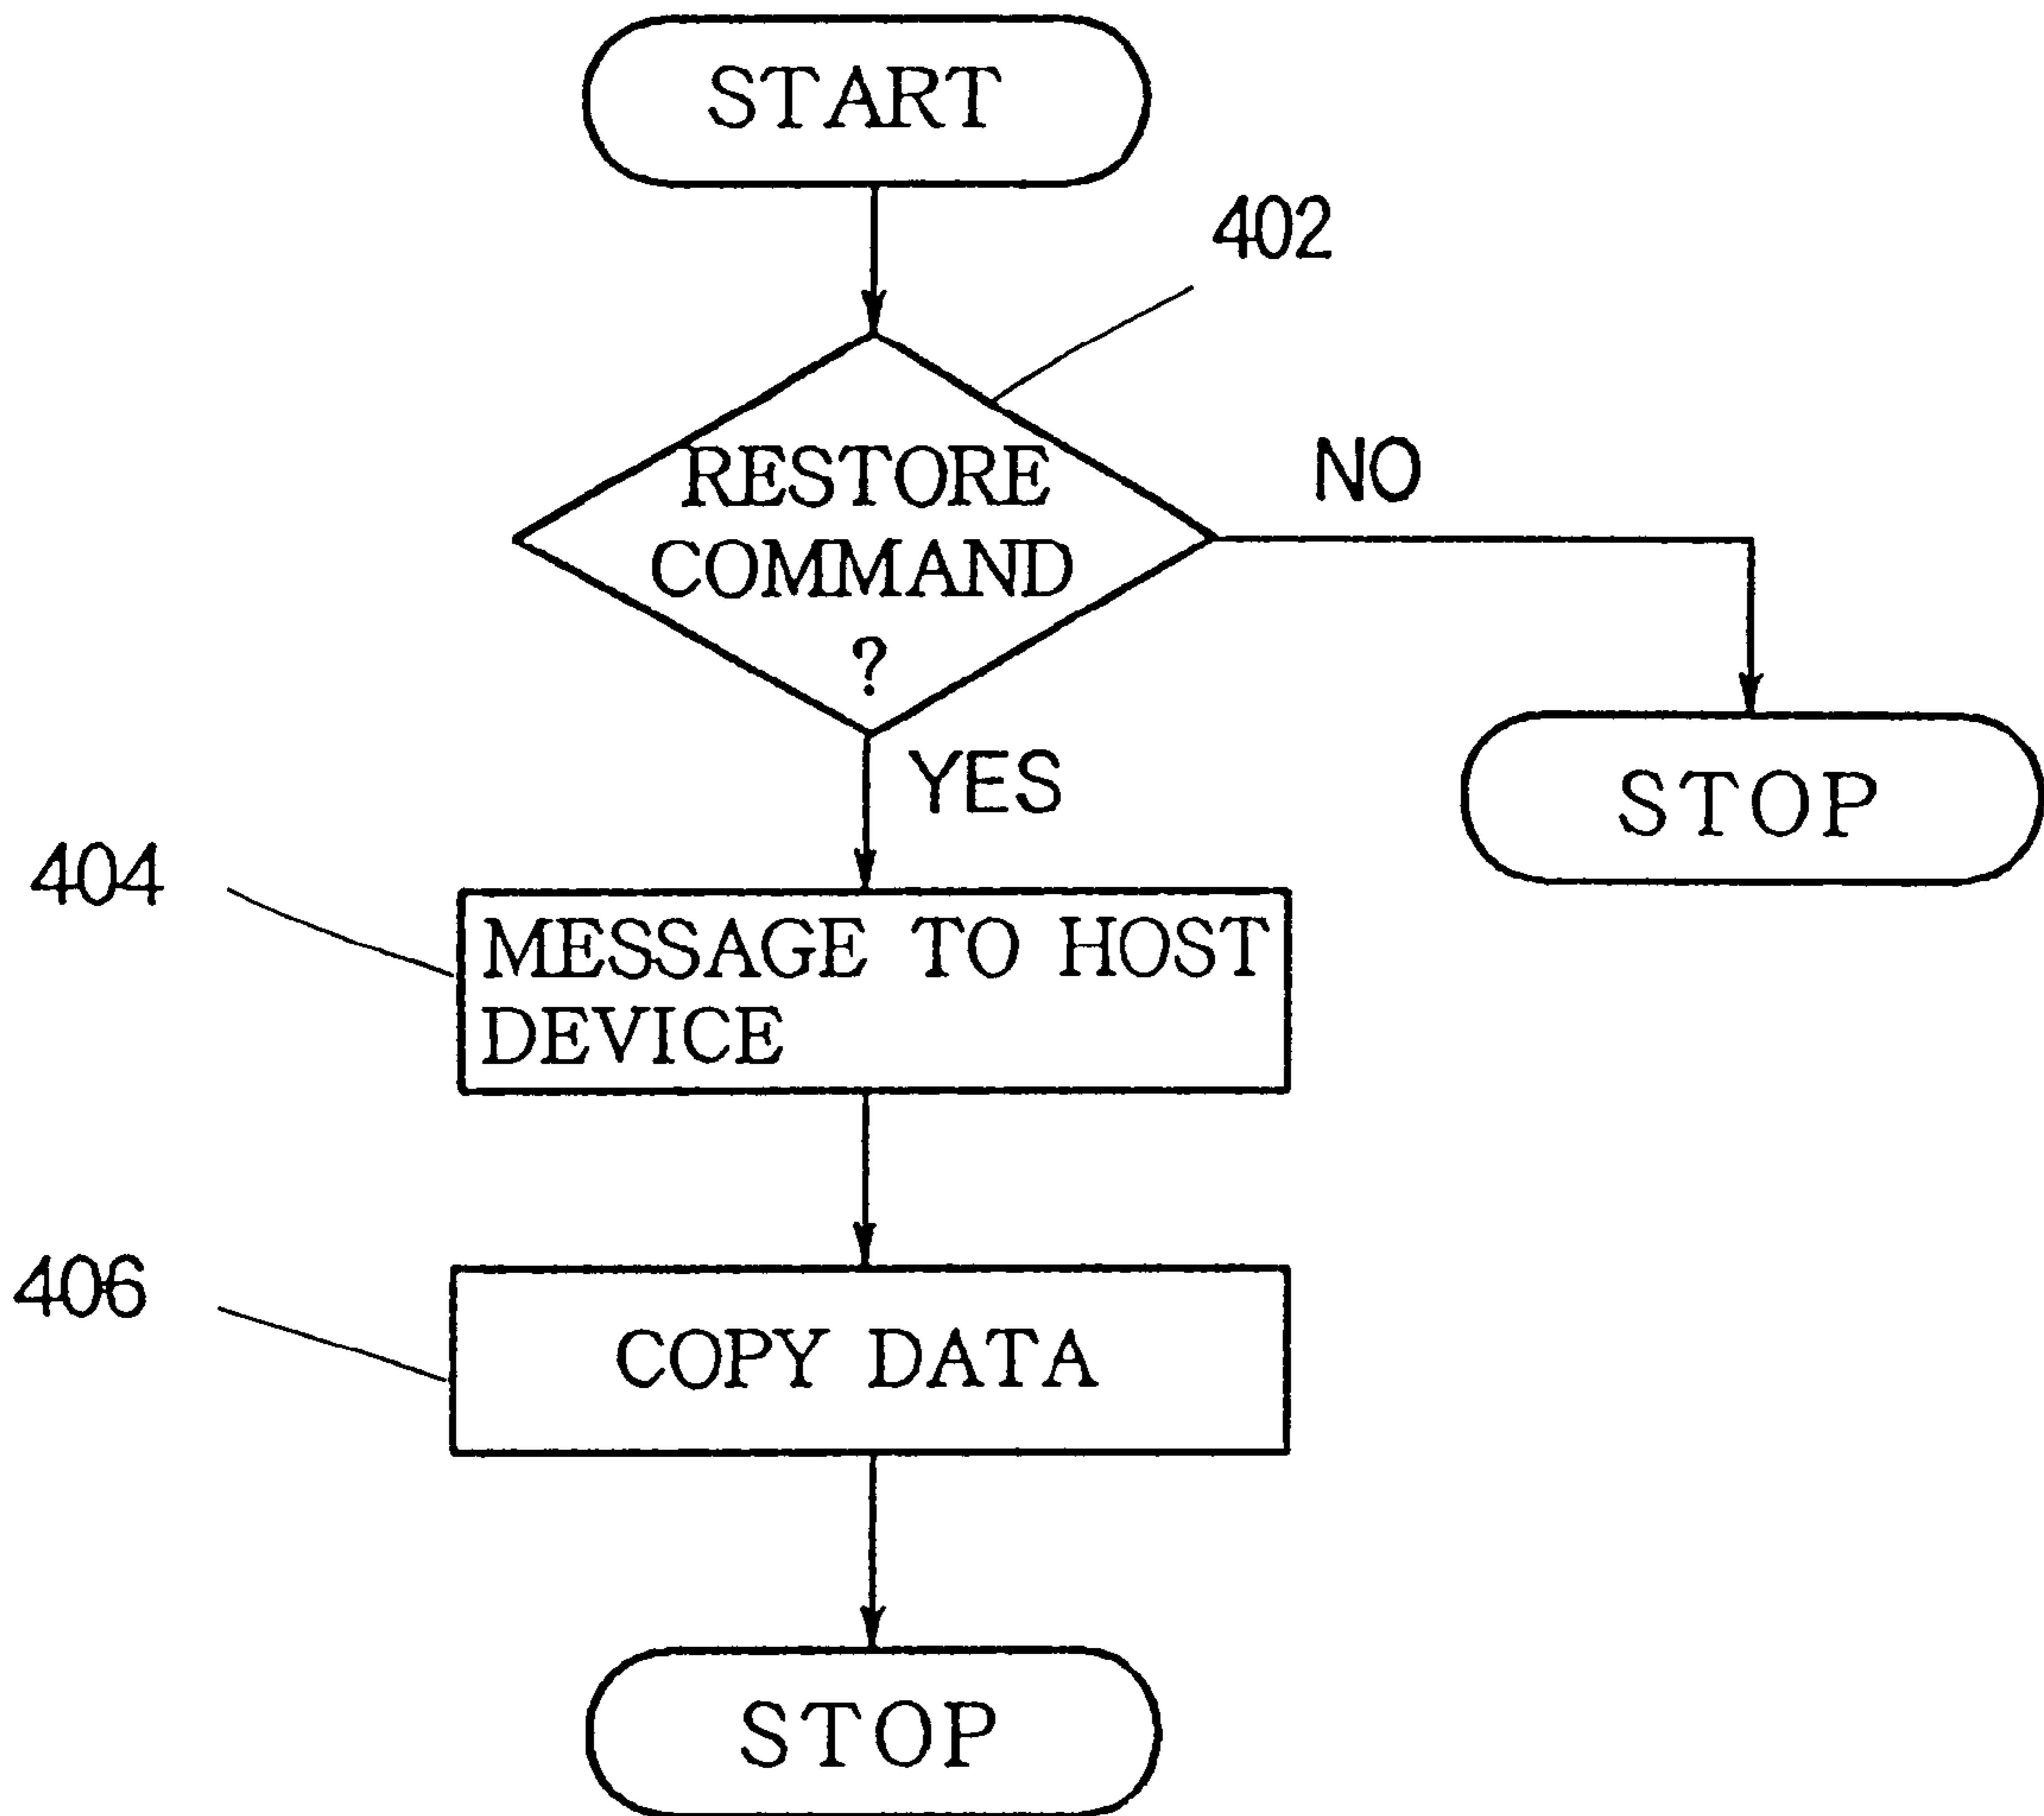 START
402
RESTORE
COMMAND
?
NO
YES
STOP
404
MESSAGE TO HOST
DEVICE
406
COPY DATA
STOP